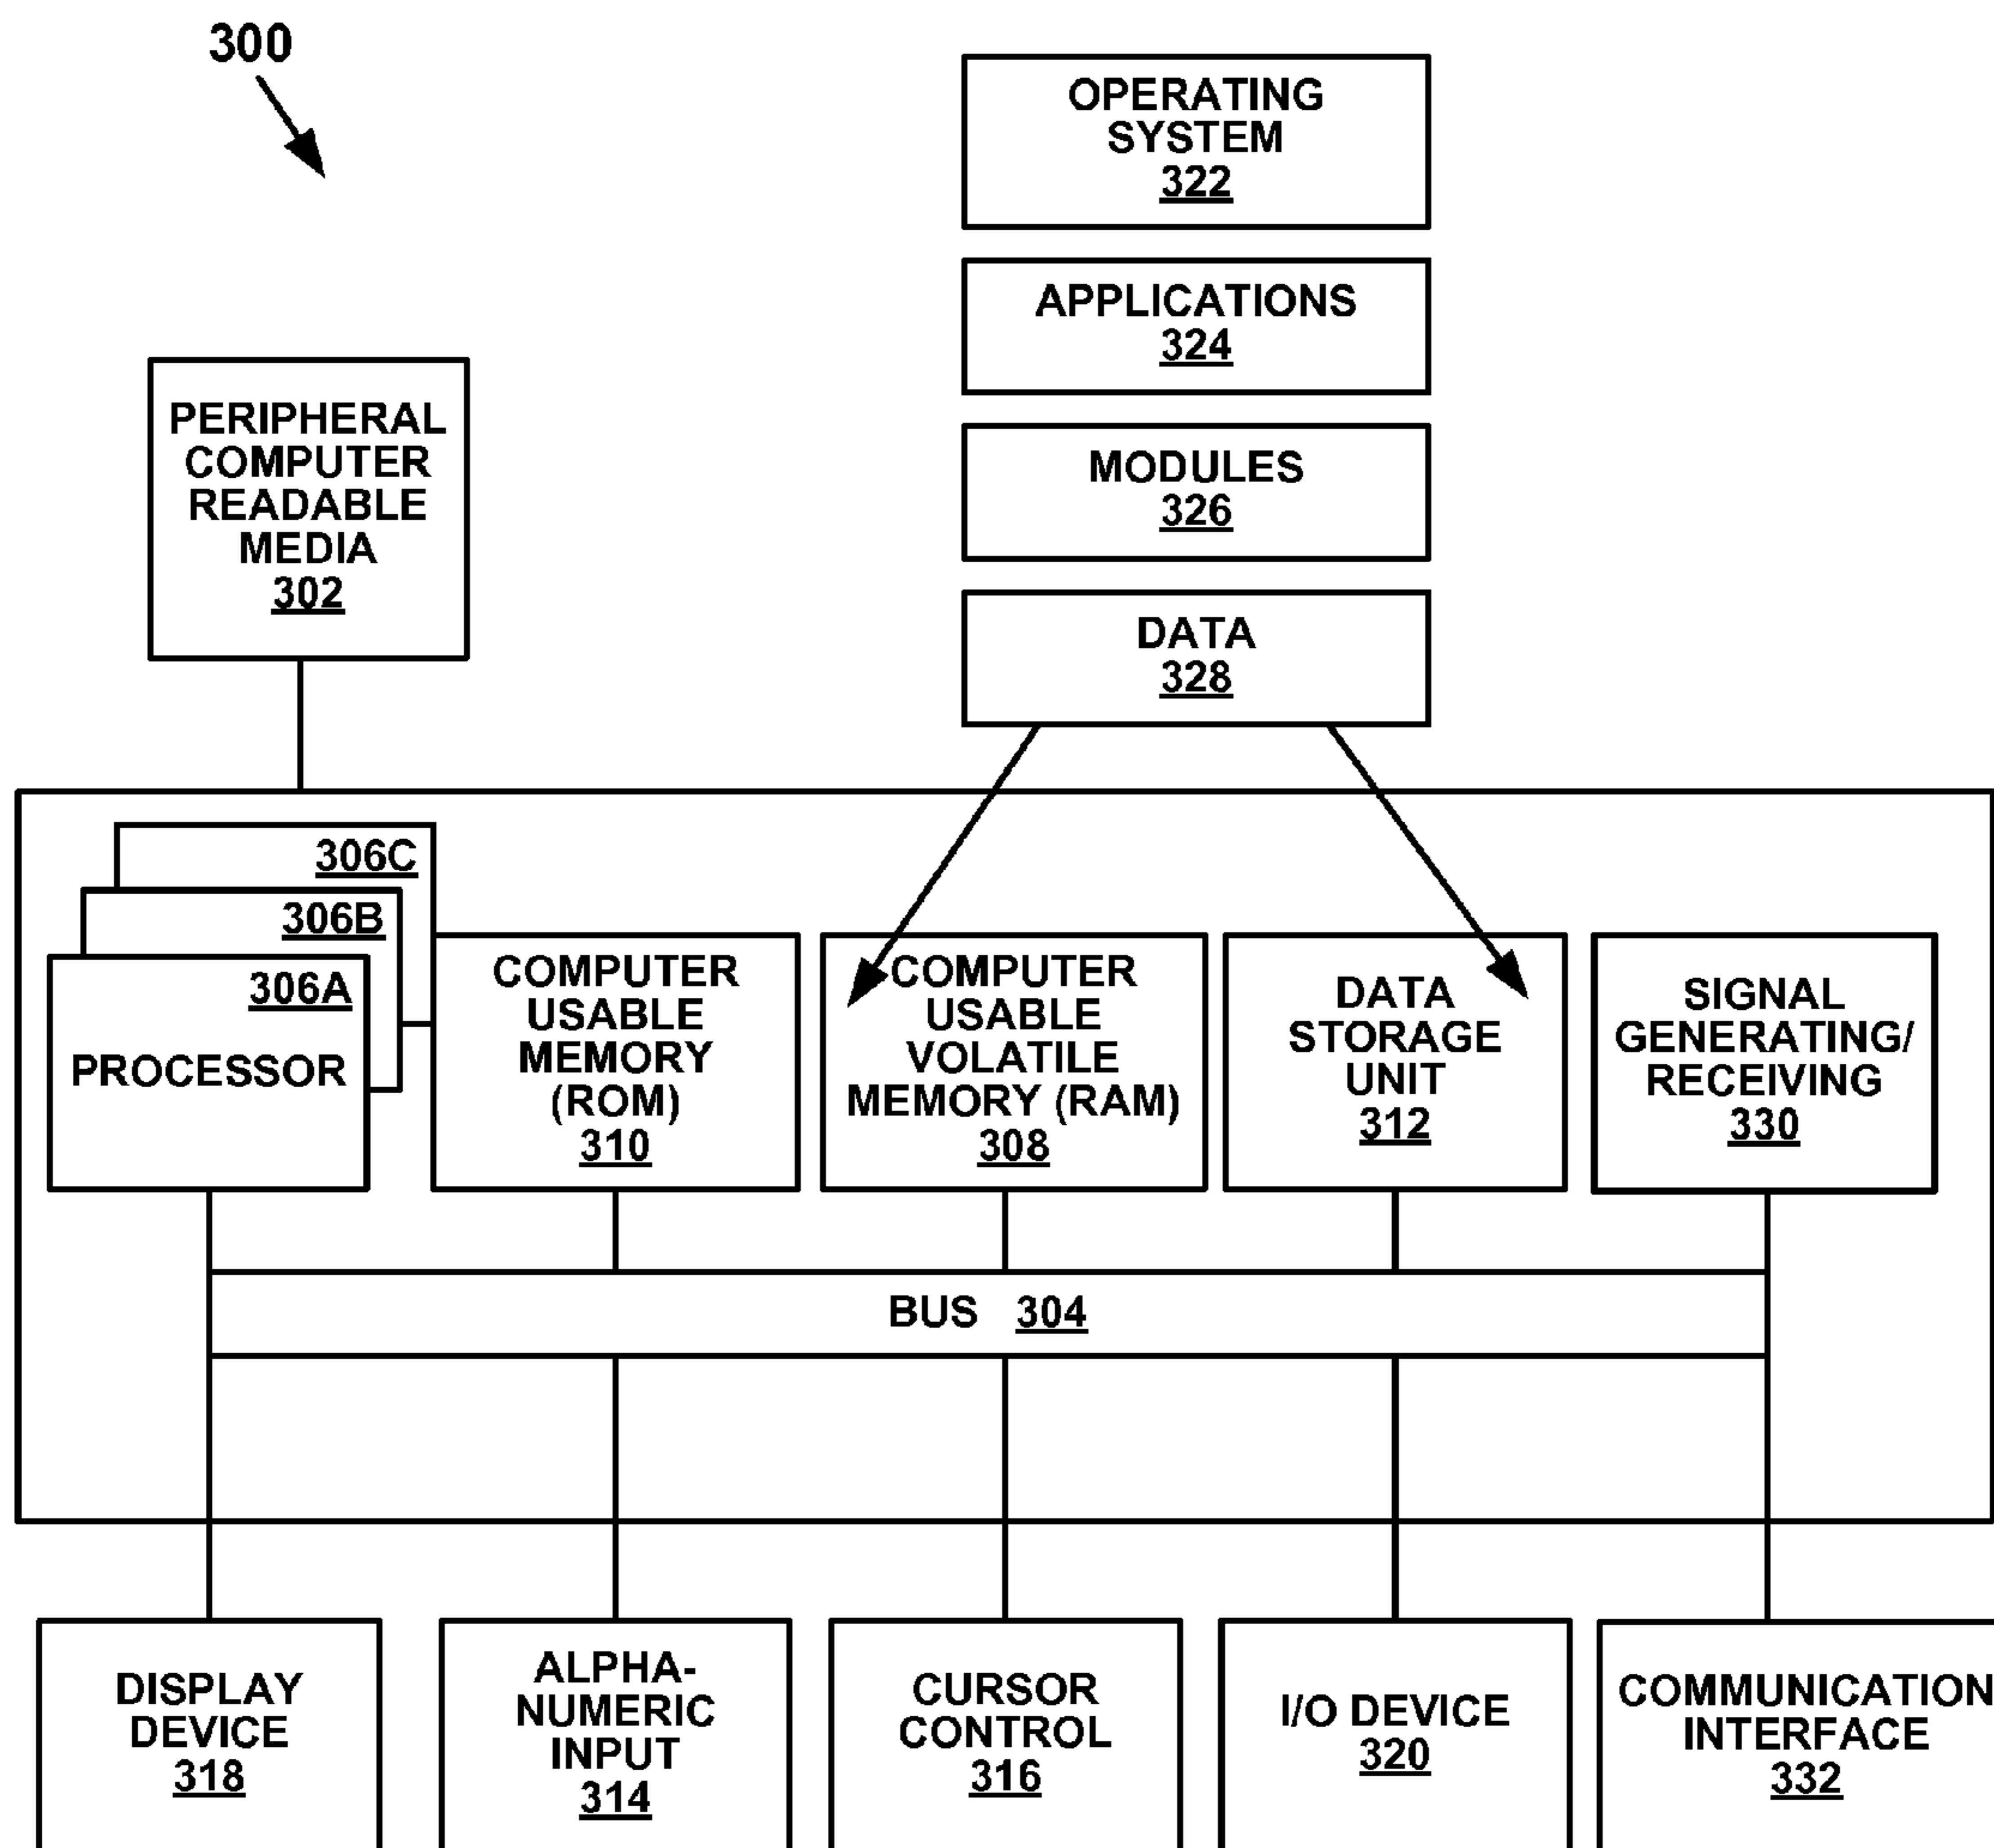 300
OPERATING
SYSTEM
322
APPLICATIONS
324
MODULES
326
DATA
328
PERIPHERAL
COMPUTER
READABLE
MEDIA
302
306C
306B
306A
PROCESSOR
COMPUTER
USABLE
MEMORY
(ROM)
310
COMPUTER
USABLE
VOLATILE
MEMORY (RAM)
308
DATA
STORAGE
UNIT
312
SIGNAL
GENERATING/
RECEIVING
330
BUS 304
DISPLAY
DEVICE
318
ALPHA-
NUMERIC
INPUT
314
CURSOR
CONTROL
316
I/O DEVICE
320
COMMUNICATION
INTERFACE
332